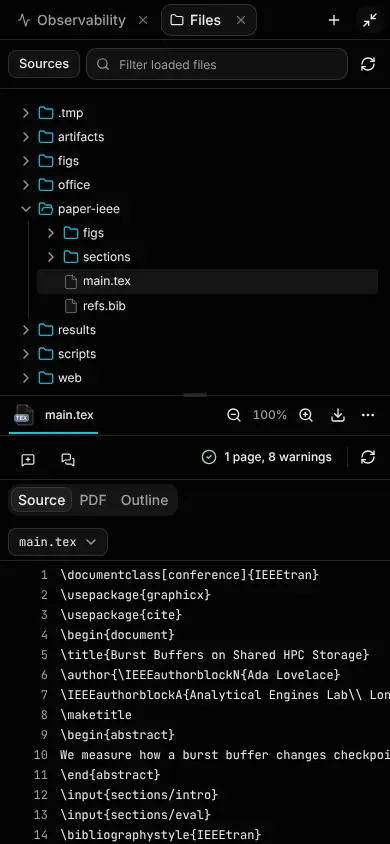 Observability
Files
Sources
Filter loaded files
.tmp
artifacts
figs
office
paper-ieee
figs
sections
main.tex
refs.bib
results
scripts
web
TEX
main.tex
100%
1 page, 8 warnings
Source
PDF
Outline
main.tex
1 \documentclass[conference]{IEEEtran}
2 \usepackage{graphicx}
3 \usepackage{cite}
4 \begin{document}
5 \title{Burst Buffers on Shared HPC Storage}
6 \author{\IEEEauthorblockN{Ada Lovelace}
7 \IEEEauthorblockA{Analytical Engines Lab\\ Lon
8 \maketitle
9 \begin{abstract}
10 We measure how a burst buffer changes checkpoi
11 \end{abstract}
12 \input{sections/intro}
13 \input{sections/eval}
14 \bibliographystyle{IEEEtran}